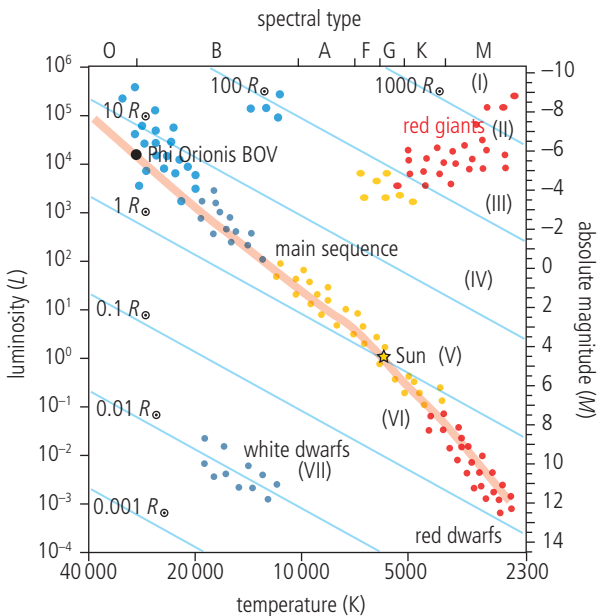 spectral type
O B A F G K M
10⁶
10⁵
10⁴
10³
10²
10¹
10⁰
10⁻¹
10⁻²
10⁻³
10⁻⁴
luminosity (L)
100 R☉
1000 R☉
(I)
10 R☉
red giants
(II)
Phi Orionis BOV
(III)
1 R☉
main sequence
(IV)
0.1 R☉
Sun (V)
0.01 R☉
(VI)
white dwarfs
(VII)
0.001 R☉
red dwarfs
−10
−8
−6
−4
−2
0
2
4
6
8
10
12
14
absolute magnitude (M)
40 000 20 000 10 000 5000 2300
temperature (K)